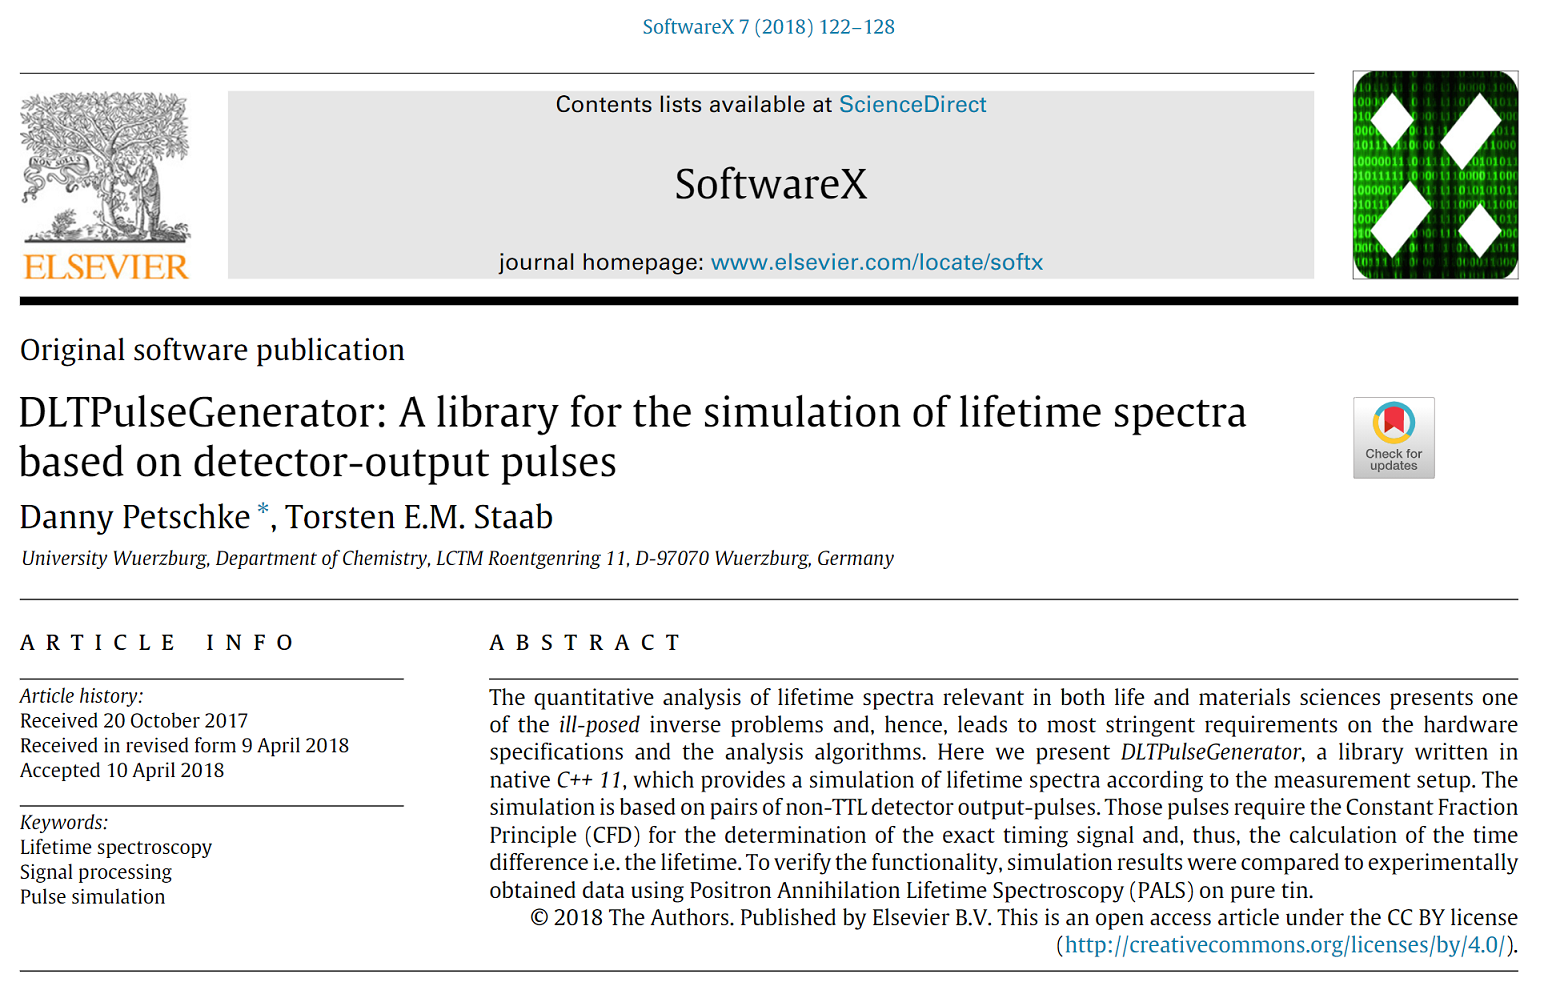 SoftwareX 7 (2018) 122–128
Contents lists available at ScienceDirect
SoftwareX
journal homepage: www.elsevier.com/locate/softx
NON SOLUS
ELSEVIER
Original software publication
DLTPulseGenerator: A library for the simulation of lifetime spectra
based on detector-output pulses
Check for
updates
Danny Petschke *, Torsten E.M. Staab
University Wuerzburg, Department of Chemistry, LCTM Roentgenring 11, D-97070 Wuerzburg, Germany
ARTICLE INFO
Article history:
Received 20 October 2017
Received in revised form 9 April 2018
Accepted 10 April 2018
Keywords:
Lifetime spectroscopy
Signal processing
Pulse simulation
ABSTRACT
The quantitative analysis of lifetime spectra relevant in both life and materials sciences presents one
of the ill-posed inverse problems and, hence, leads to most stringent requirements on the hardware
specifications and the analysis algorithms. Here we present DLTPulseGenerator, a library written in
native C++ 11, which provides a simulation of lifetime spectra according to the measurement setup. The
simulation is based on pairs of non-TTL detector output-pulses. Those pulses require the Constant Fraction
Principle (CFD) for the determination of the exact timing signal and, thus, the calculation of the time
difference i.e. the lifetime. To verify the functionality, simulation results were compared to experimentally
obtained data using Positron Annihilation Lifetime Spectroscopy (PALS) on pure tin.
© 2018 The Authors. Published by Elsevier B.V. This is an open access article under the CC BY license
(http://creativecommons.org/licenses/by/4.0/).